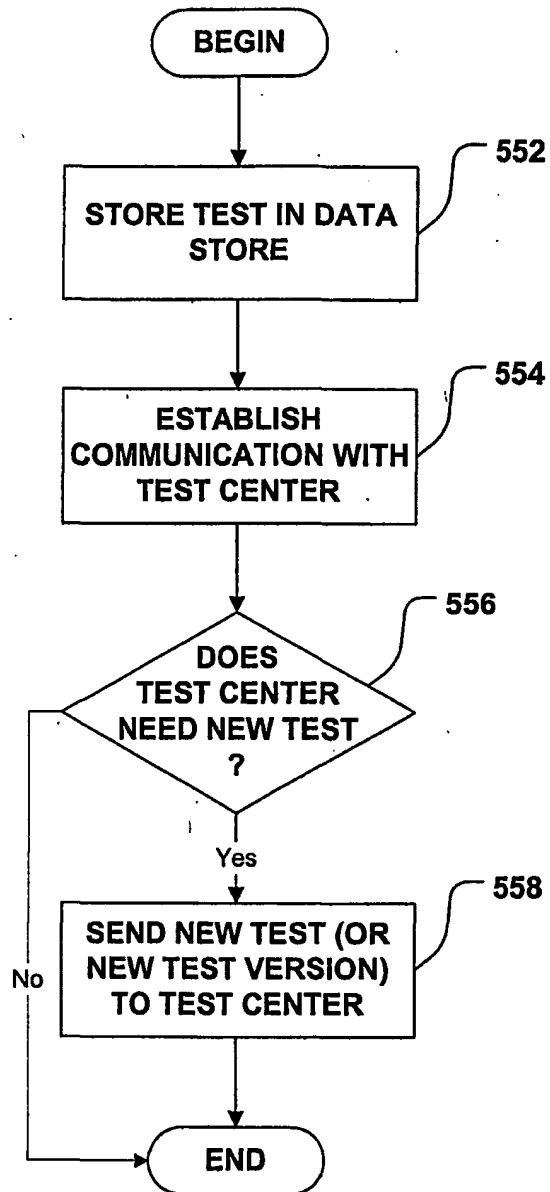 BEGIN
552
STORE TEST IN DATA
STORE
554
ESTABLISH
COMMUNICATION WITH
TEST CENTER
556
DOES
TEST CENTER
NEED NEW TEST
?
Yes
558
SEND NEW TEST (OR
NEW TEST VERSION)
TO TEST CENTER
No
END